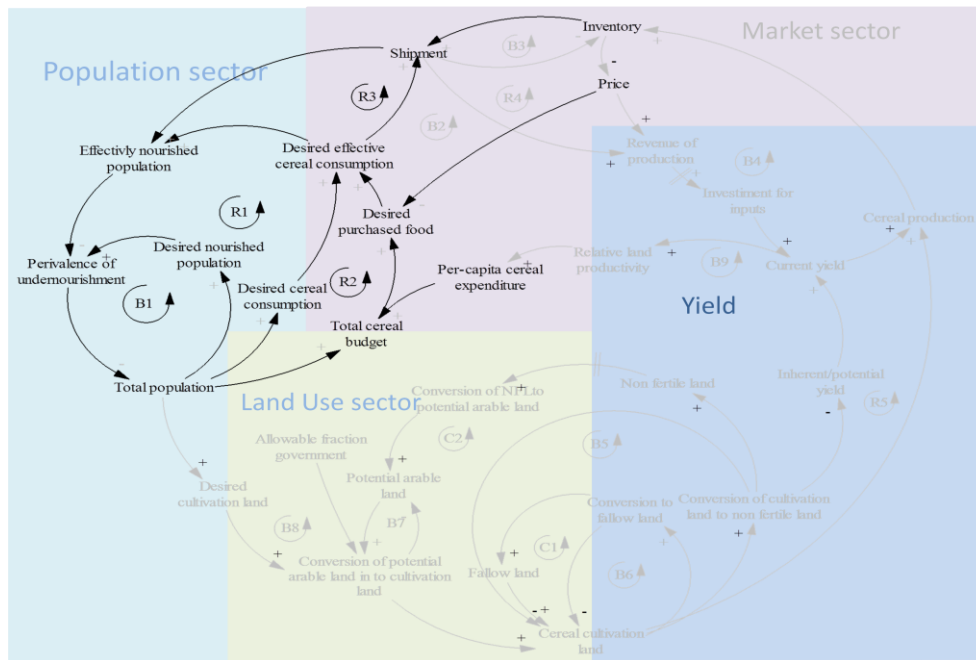 Inventory
Market sector
B3
Shipment
Population sector
Price
R3
R4
B2
Effectivly nourished
population
Desired effective
cereal consumption
Revenue of
production
B4
Investiment for
inputs
R1
Desired
purchased food
Cereal production
Desired nourished
population
Perivalence of
undernourishment
Relative land
productivity
B9
Current yield
Per-capita cereal
expenditure
R2
Desired cereal
consumption
B1
Yield
Total cereal
budget
Total population
Land Use sector
Conversion of NFLto
potential arable land
Non fertile land
Inherent/potential
yield
R5
Allowable fraction
government
C2
B5
Potential arable
land
Desired
cultivation land
Conversion to
fallow land
Conversion of cultivation
land to non fertile land
B8
B7
C1
Conversion of potential
arable land in to cultivation
land
Fallow land
B6
Cereal cultivation
land